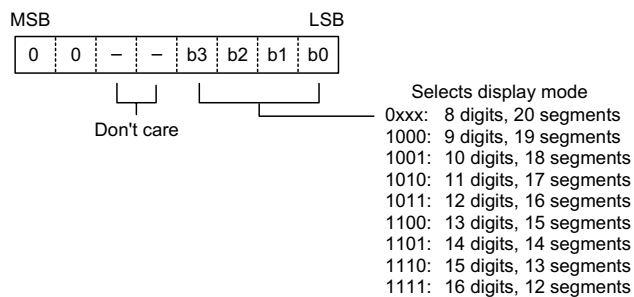 MSB LSB
0 0 – – b3 b2 b1 b0
Selects display mode
Don't care
0xxx: 8 digits, 20 segments
1000: 9 digits, 19 segments
1001: 10 digits, 18 segments
1010: 11 digits, 17 segments
1011: 12 digits, 16 segments
1100: 13 digits, 15 segments
1101: 14 digits, 14 segments
1110: 15 digits, 13 segments
1111: 16 digits, 12 segments